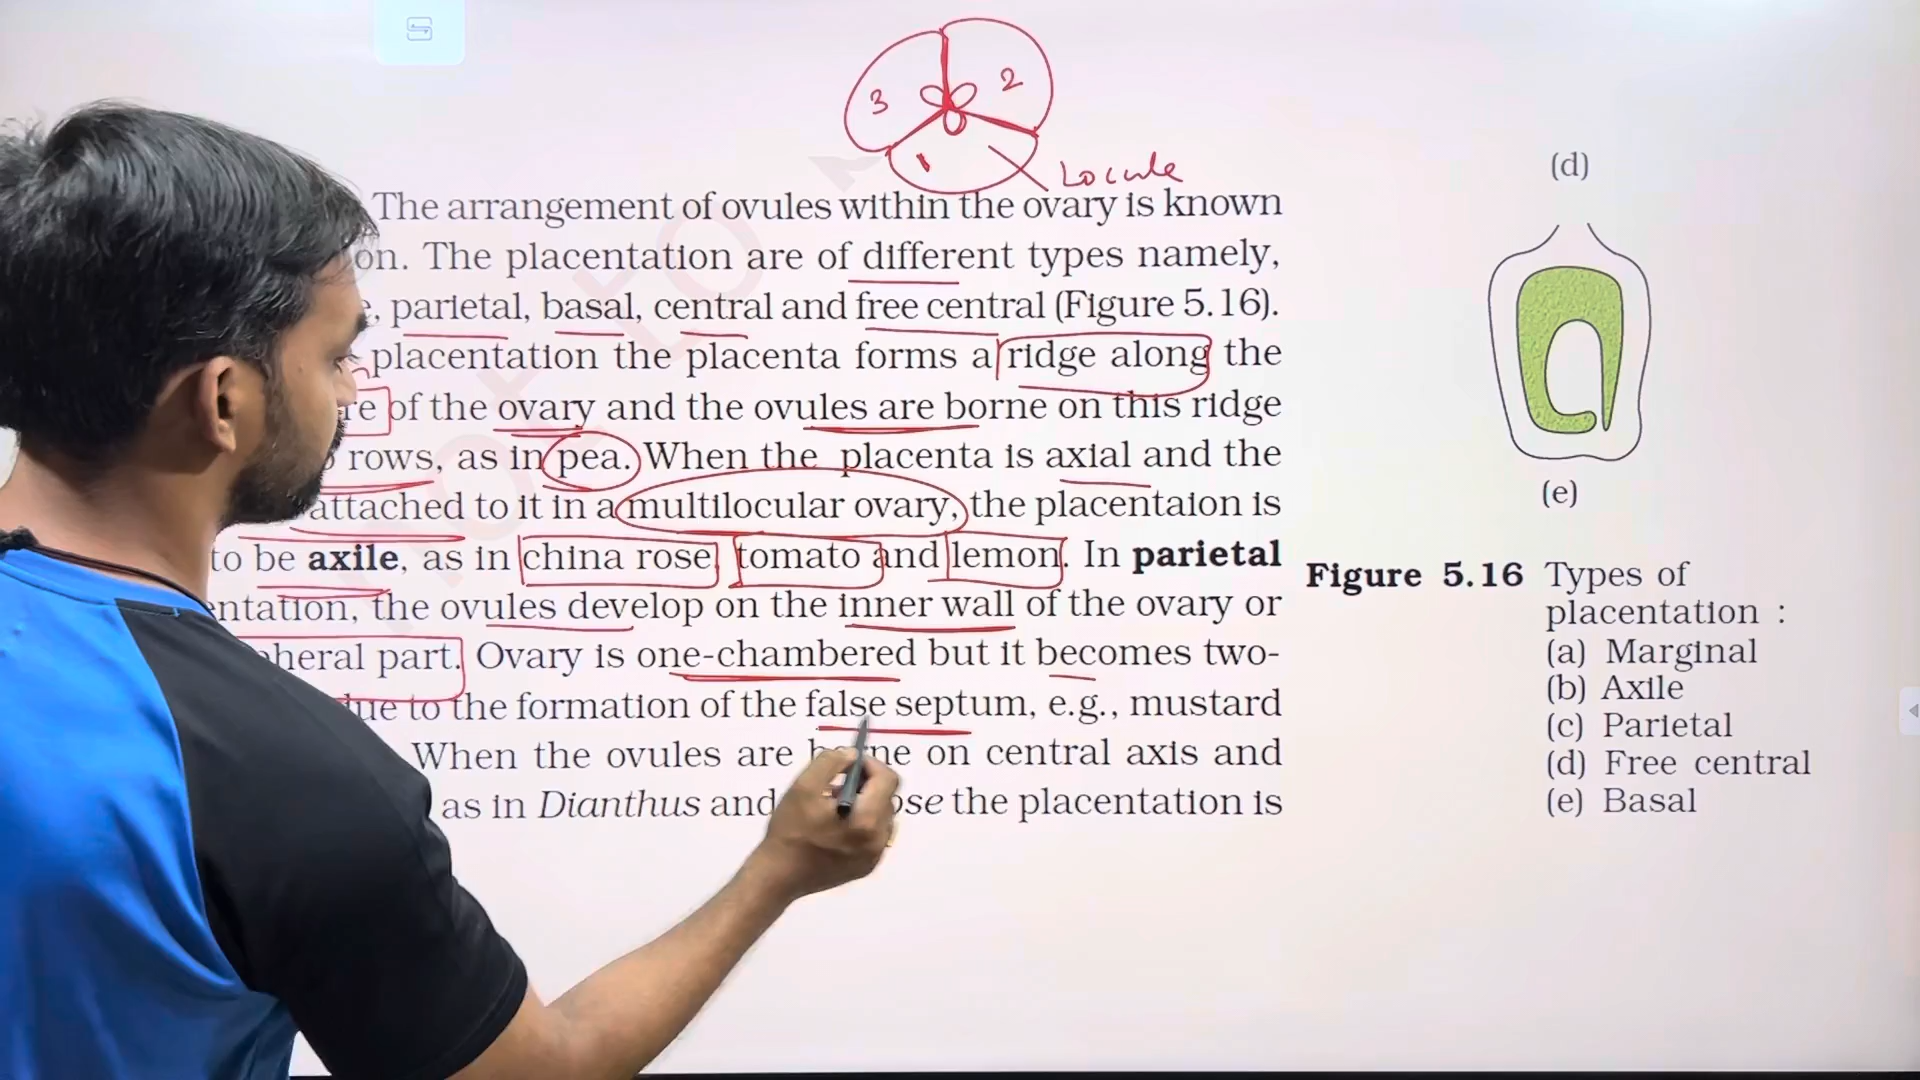 3 2
1
Locule
The arrangement of ovules within the ovary is known
on. The placentation are of different types namely,
, parietal, basal, central and free central (Figure 5.16).
placentation the placenta forms a ridge along the
re of the ovary and the ovules are borne on this ridge
rows, as in pea. When the placenta is axial and the
attached to it in a multilocular ovary, the placentaion is
to be axile, as in china rose, tomato and lemon. In parietal
entation, the ovules develop on the inner wall of the ovary or
pheral part. Ovary is one-chambered but it becomes two-
due to the formation of the false septum, e.g., mustard
When the ovules are borne on central axis and
as in Dianthus and ose the placentation is
(d)
(e)
Figure 5.16 Types of
placentation :
(a) Marginal
(b) Axile
(c) Parietal
(d) Free central
(e) Basal